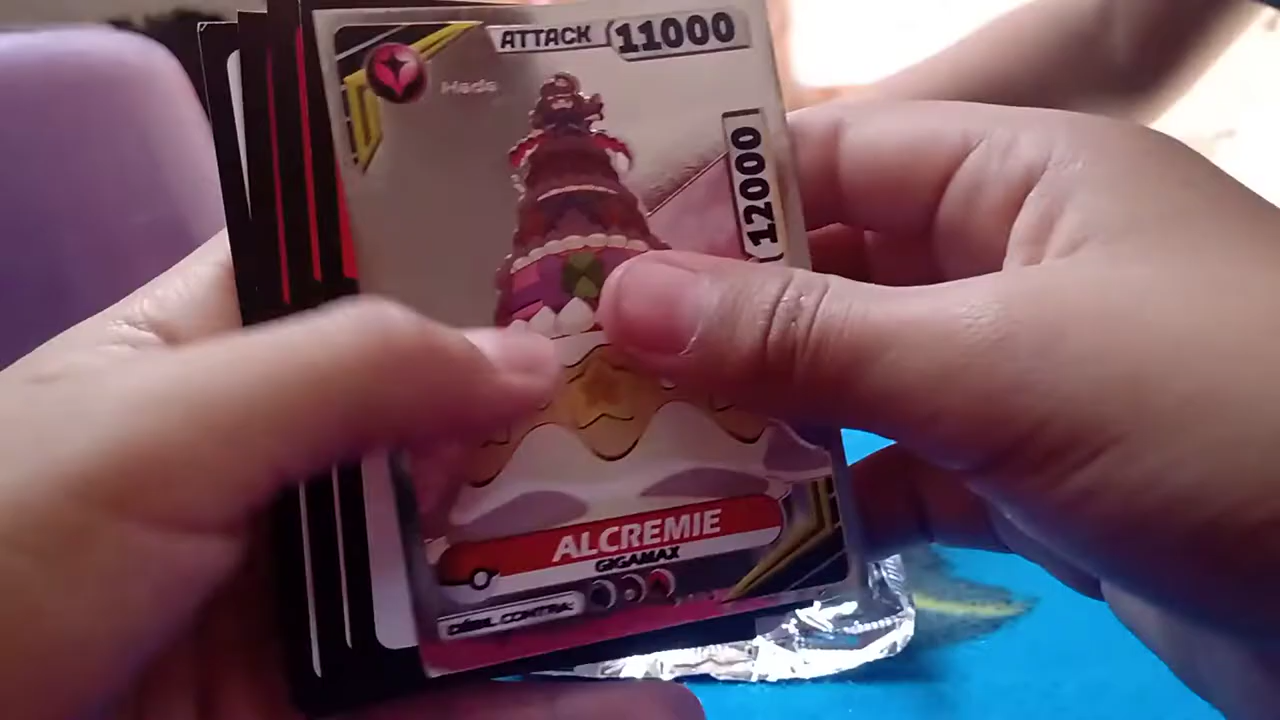 ATTACK 11000
Hada
12000
ALCREMIE
GIGAMAX
DÉBIL CONTRA: